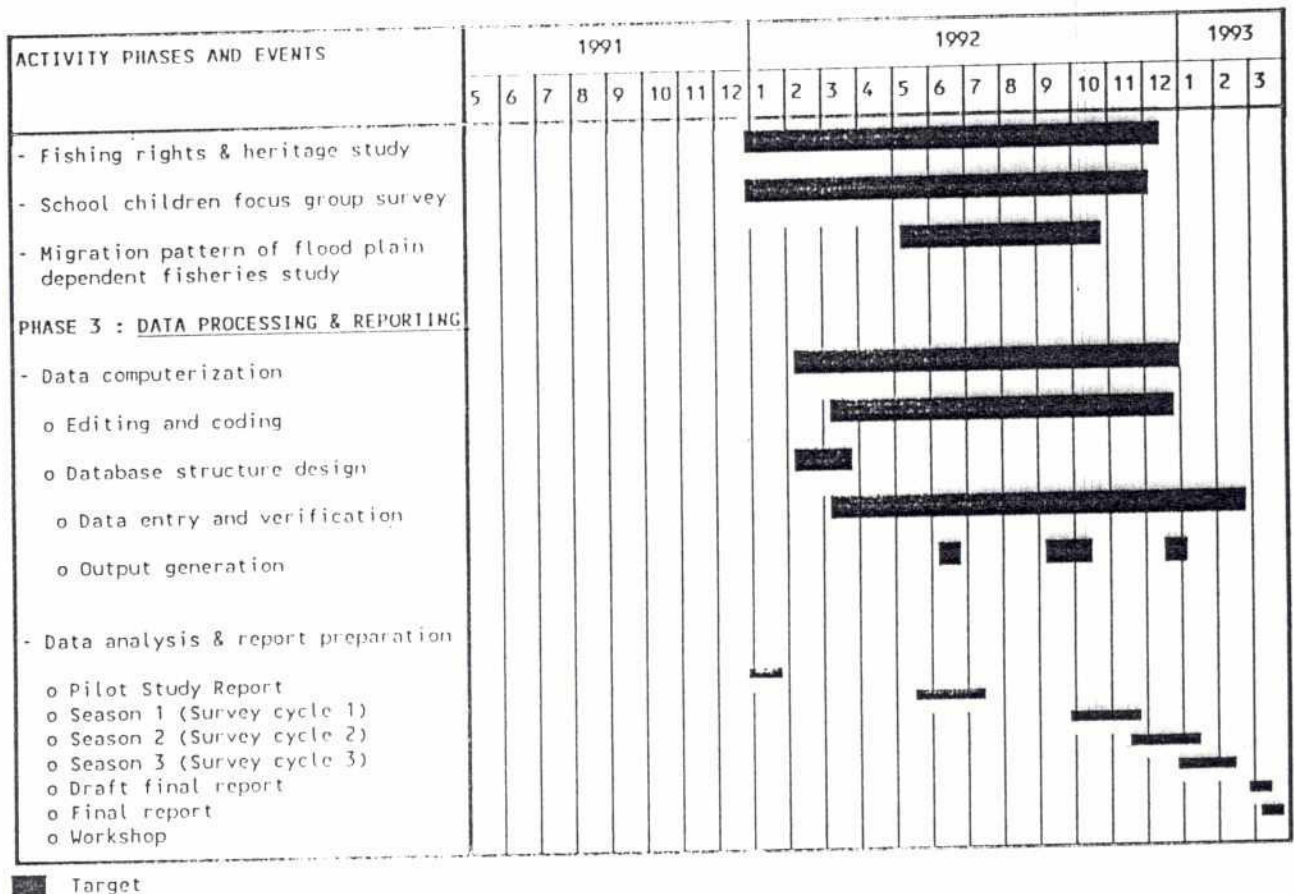 ACTIVITY PHASES AND EVENTS
1991 1992 1993
5 6 7 8 9 10 11 12 1 2 3 4 5 6 7 8 9 10 11 12 1 2 3
- Fishing rights & heritage study
- School children focus group survey
- Migration pattern of flood plain
dependent fisheries study
PHASE 3 : DATA PROCESSING & REPORTING
- Data computerization
o Editing and coding
o Database structure design
o Data entry and verification
o Output generation
- Data analysis & report preparation
o Pilot Study Report
o Season 1 (Survey cycle 1)
o Season 2 (Survey cycle 2)
o Season 3 (Survey cycle 3)
o Draft final report
o Final report
o Workshop
Target